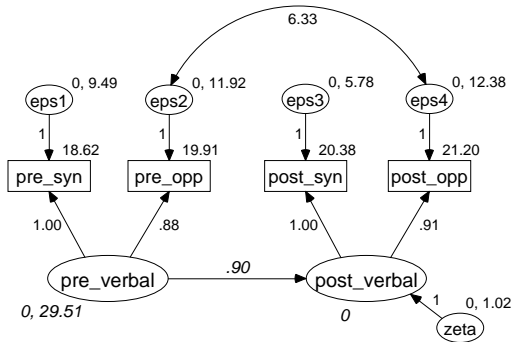 6.33
0, 9.49
0, 11.92
0, 5.78
0, 12.38
eps1
eps2
eps3
eps4
1
1
1
1
18.62
19.91
20.38
21.20
pre_syn
pre_opp
post_syn
post_opp
1.00
.88
1.00
.91
.90
pre_verbal
post_verbal
0, 29.51
0
1
0, 1.02
zeta